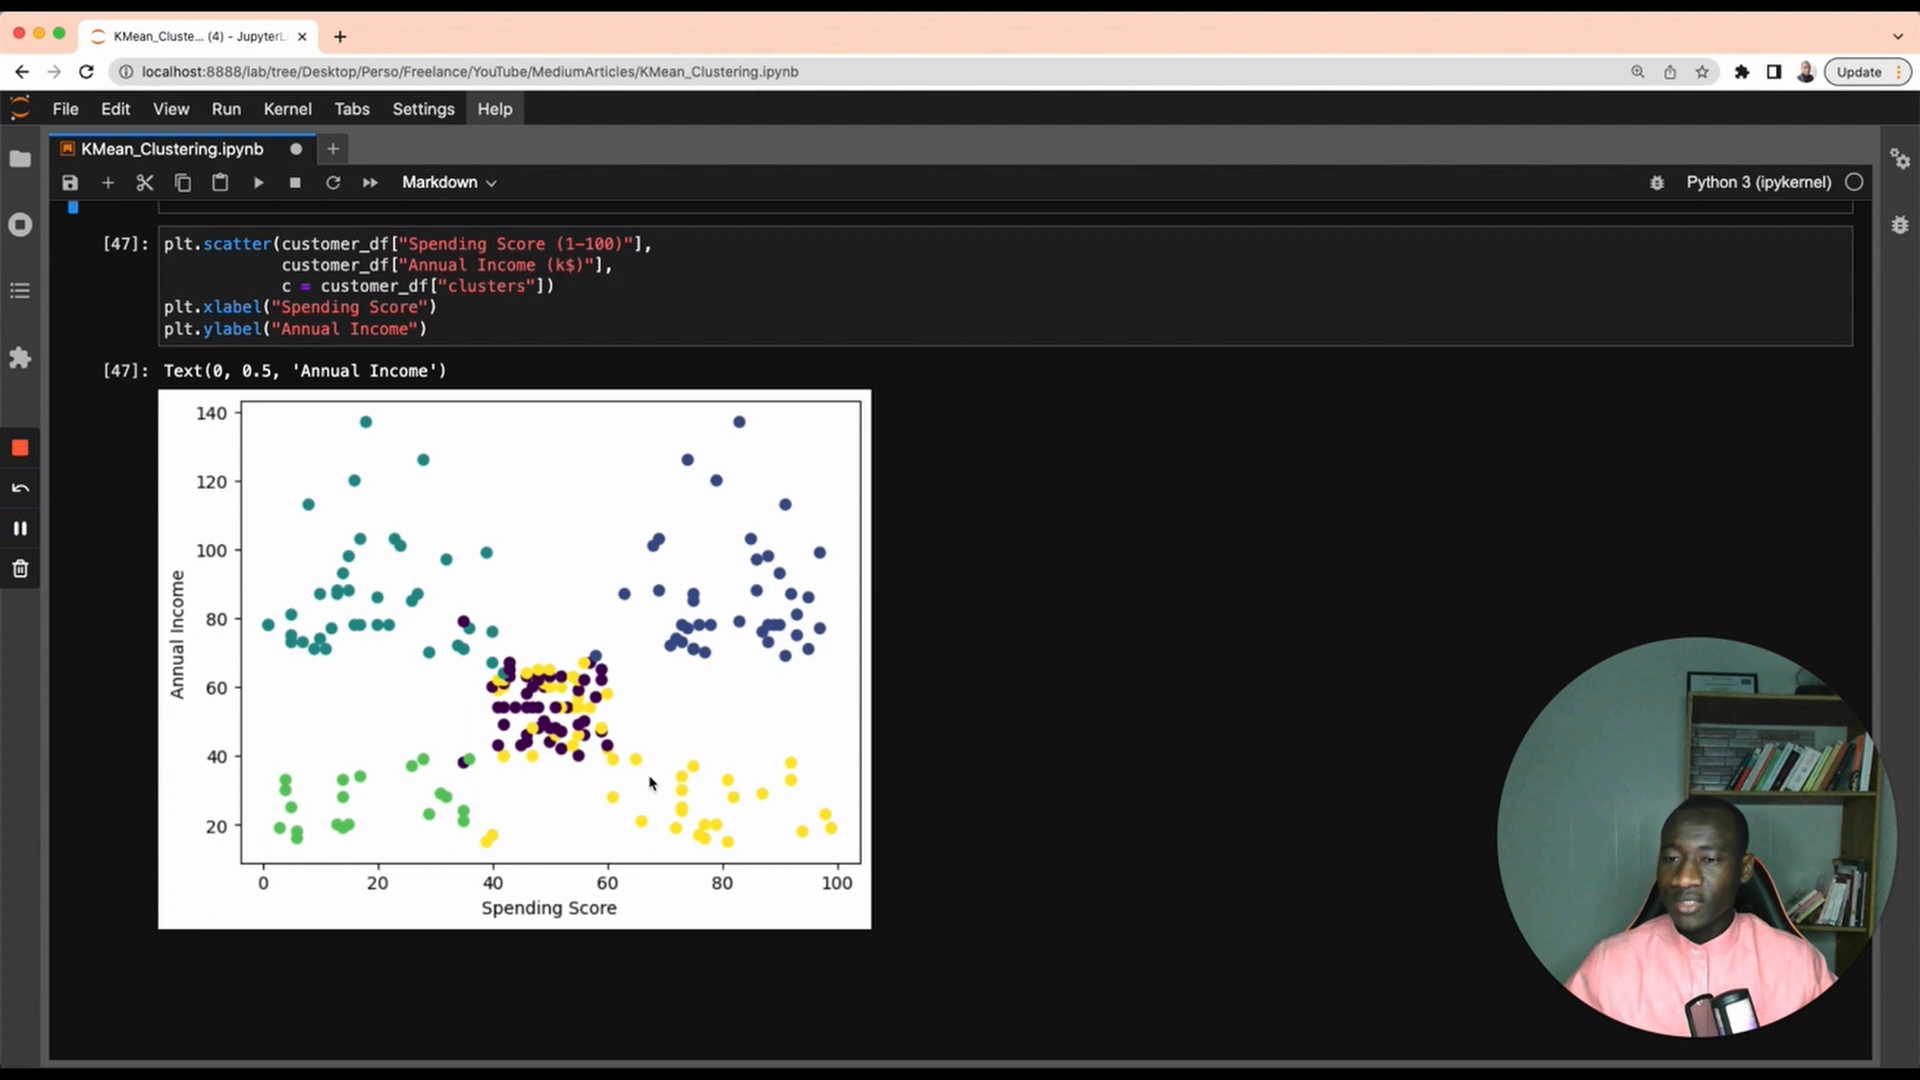 KMean_Cluste... (4) - JupyterL
localhost:8888/lab/tree/Desktop/Perso/Freelance/YouTube/MediumArticles/KMean_Clustering.ipynb
Update
File Edit View Run Kernel Tabs Settings Help
KMean_Clustering.ipynb
Markdown
Python 3 (ipykernel)
[47]: plt.scatter(customer_df["Spending Score (1-100)"],
customer_df["Annual Income (k$)"],
c = customer_df["clusters"])
plt.xlabel("Spending Score")
plt.ylabel("Annual Income")
[47]: Text(0, 0.5, 'Annual Income')
140
120
100
80
60
40
20
Annual Income
0 20 40 60 80 100
Spending Score